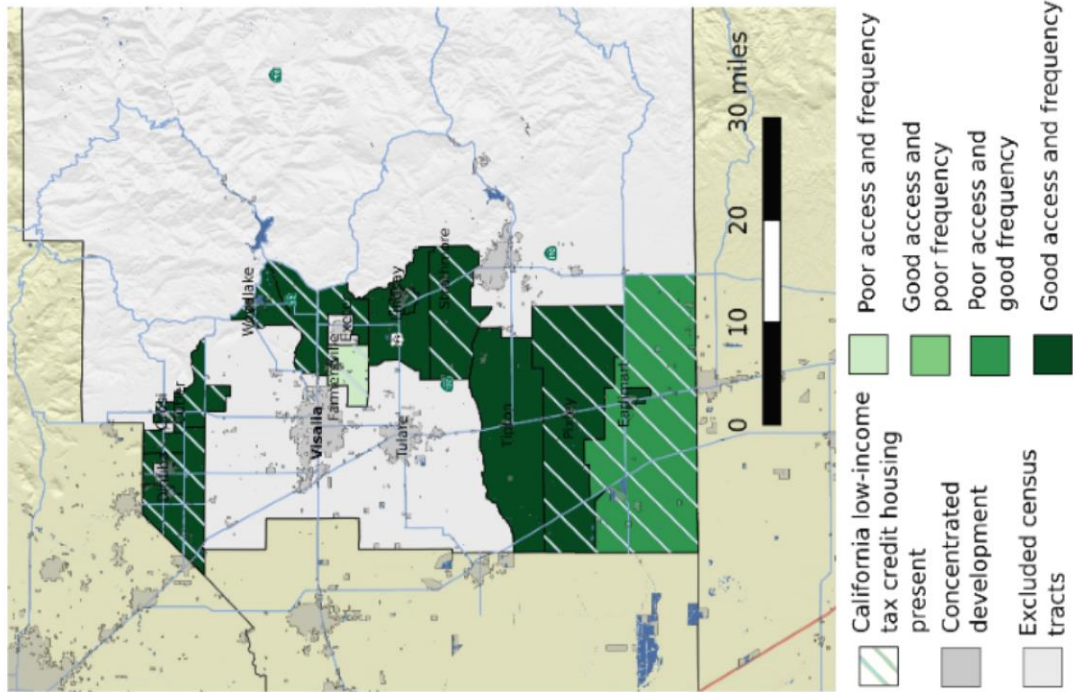 Woodlake
Farmersville
Exeter
Visalia
Tulare
Strathmore
Tipton
Pixley
Earlimart
0 10 20 30 miles
California low-income
tax credit housing
present
Concentrated
development
Excluded census
tracts
Poor access and frequency
Good access and
poor frequency
Poor access and
good frequency
Good access and frequency